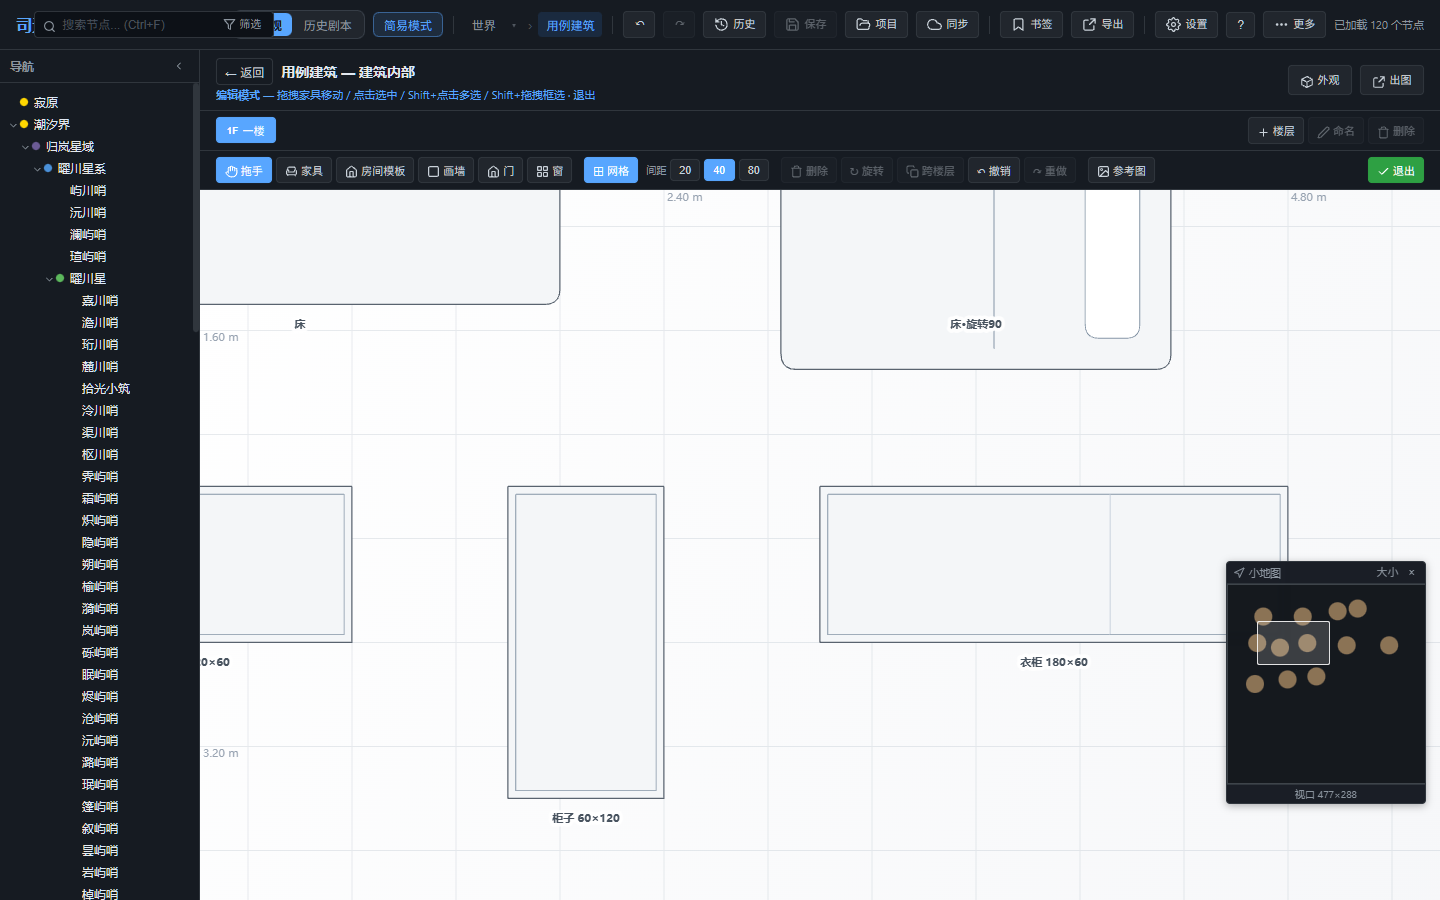 司 搜索节点... (Ctrl+F) 筛选 历史剧本 简易模式 世界 › 用例建筑 历史 保存 项目 同步 书签 导出 设置 ? 更多 已加载 120 个节点
导航
寂原
潮汐界
归岚星域
曜川星系
屿川哨
沅川哨
澜屿哨
瑄屿哨
曜川星
熹川哨
澹川哨
珩川哨
麓川哨
拾光小筑
泠川哨
渠川哨
枢川哨
霁屿哨
霜屿哨
炽屿哨
隐屿哨
朔屿哨
榆屿哨
漪屿哨
岚屿哨
砾屿哨
眠屿哨
烬屿哨
沧屿哨
沅屿哨
潞屿哨
珉屿哨
篷屿哨
叙屿哨
昙屿哨
岩屿哨
棹屿哨
← 返回 用例建筑 — 建筑内部 外观 出图
编辑模式 — 拖拽家具移动 / 点击选中 / Shift+点击多选 / Shift+拖拽框选 · 退出
1F 一楼 ＋ 楼层 命名 删除
拖手 家具 房间模板 画墙 门 窗 网格 间距 20 40 80 删除 旋转 跨楼层 撤销 重做 参考图 退出
2.40 m 4.80 m
床 床·旋转90
1.60 m
0×60 衣柜 180×60
3.20 m
柜子 60×120
小地图 大小 ×
视口 477×288